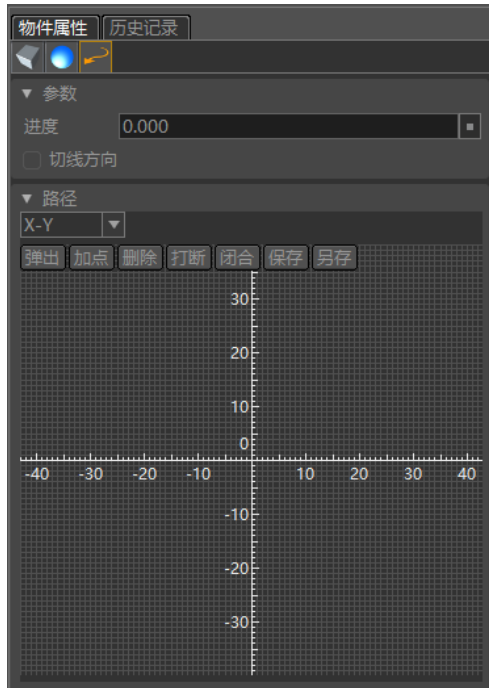 物件属性 历史记录
▼ 参数
进度 0.000
切线方向
▼ 路径
X-Y ▼
弹出 加点 删除 打断 闭合 保存 另存
30
20
10
0
-40 -30 -20 -10 10 20 30 40
-10
-20
-30